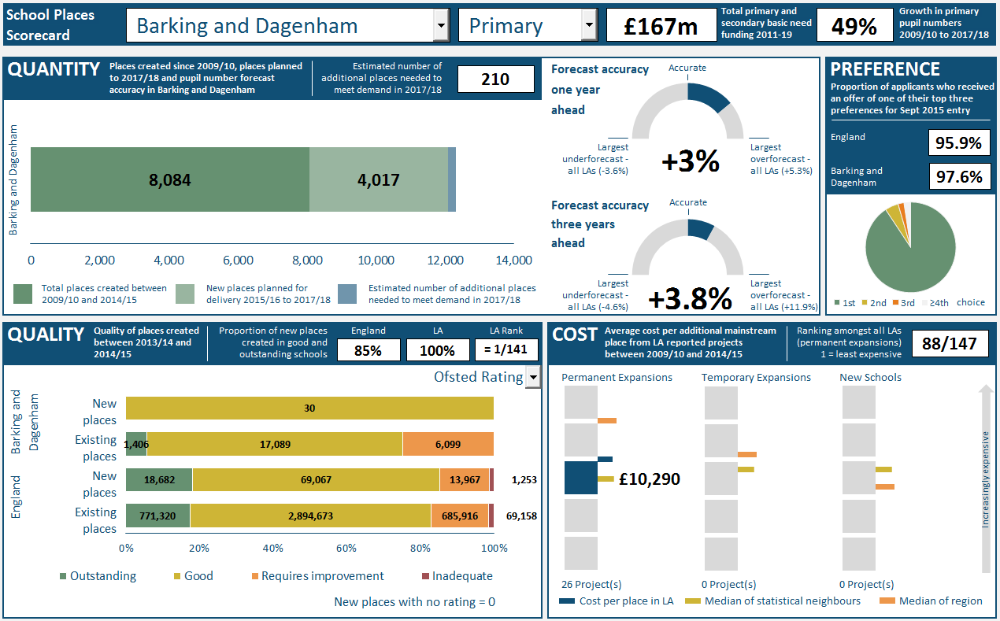 School Places
Scorecard
Barking and Dagenham
Primary
£167m
Total primary and
secondary basic need
funding 2011-19
49%
Growth in primary
pupil numbers
2009/10 to 2017/18
QUANTITY
Places created since 2009/10, places planned
to 2017/18 and pupil number forecast
accuracy in Barking and Dagenham
Estimated number of
additional places needed to
meet demand in 2017/18
210
Barking and Dagenham
8,084
4,017
0
2,000
4,000
6,000
8,000
10,000
12,000
14,000
Total places created between
2009/10 and 2014/15
New places planned for
delivery 2015/16 to 2017/18
Estimated number of additional places
needed to meet demand in 2017/18
Forecast accuracy
one year
ahead
Accurate
Largest
underforecast -
all LAs (-3.6%)
+3%
Largest
overforecast -
all LAs (+5.3%)
Forecast accuracy
three years
ahead
Accurate
Largest
underforecast -
all LAs (-4.6%)
+3.8%
Largest
overforecast -
all LAs (+11.9%)
PREFERENCE
Proportion of applicants who received
an offer of one of their top three
preferences for Sept 2015 entry
England
95.9%
Barking and
Dagenham
97.6%
1st
2nd
3rd
≥4th
choice
QUALITY
Quality of places created
between 2013/14 and
2014/15
Proportion of new places
created in good and
outstanding schools
England
85%
LA
100%
LA Rank
= 1/141
Ofsted Rating
Barking and
Dagenham
New
places
30
Existing
places
1,406
17,089
6,099
England
New
places
18,682
69,067
13,967
1,253
Existing
places
771,320
2,894,673
685,916
69,158
0%
20%
40%
60%
80%
100%
Outstanding
Good
Requires improvement
Inadequate
New places with no rating = 0
COST
Average cost per additional mainstream
place from LA reported projects
between 2009/10 and 2014/15
Ranking amongst all LAs
(permanent expansions)
1 = least expensive
88/147
Permanent Expansions
Temporary Expansions
New Schools
£10,290
Increasingly expensive
26 Project(s)
0 Project(s)
0 Project(s)
Cost per place in LA
Median of statistical neighbours
Median of region